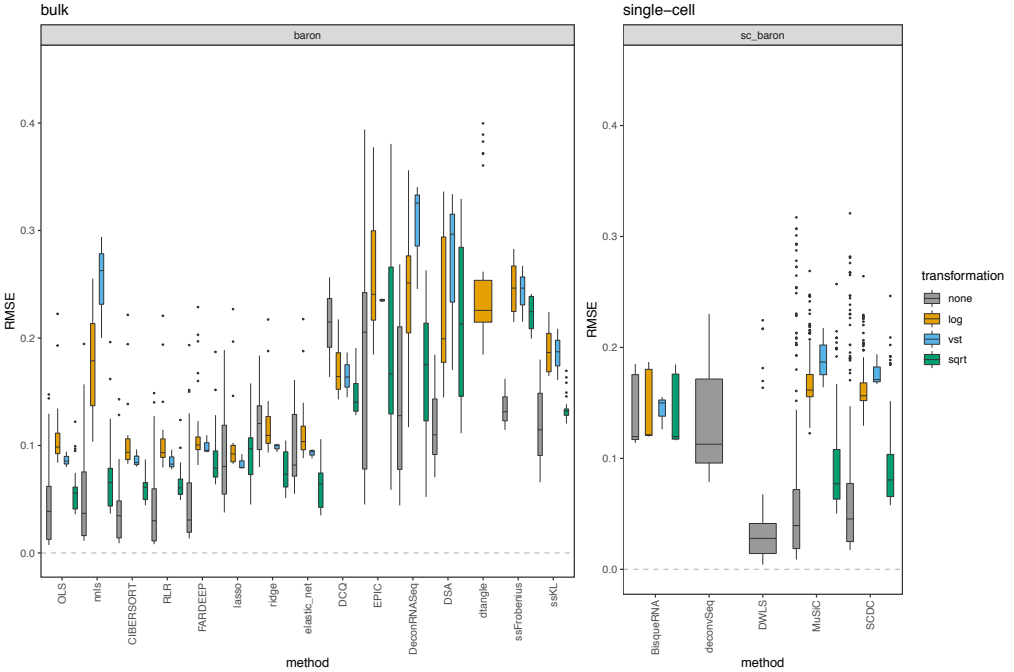 bulk
baron
RMSE
0.4
0.3
0.2
0.1
0.0
OLS
nnls
CIBERSORT
RLR
FARDEEP
lasso
ridge
elastic_net
DCQ
EPIC
DeconRNASeq
DSA
dtangle
ssFrobenius
ssKL
method
single-cell
sc_baron
RMSE
0.4
0.3
0.2
0.1
0.0
BisqueRNA
deconvSeq
DWLS
MuSiC
SCDC
method
transformation
none
log
vst
sqrt